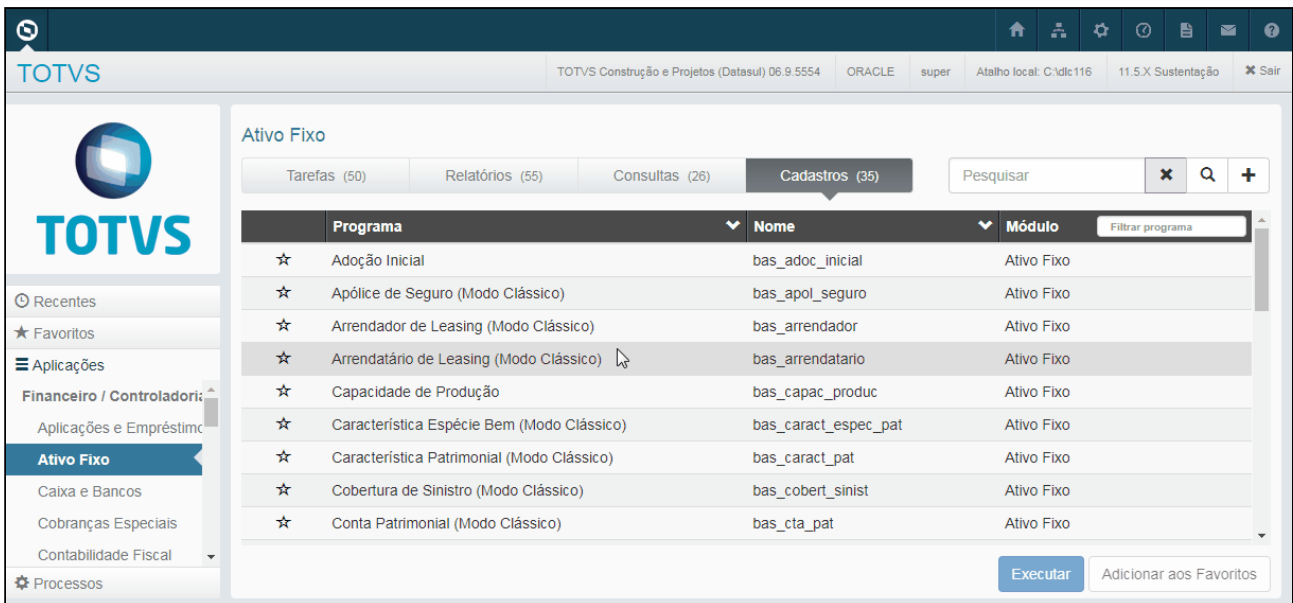 TOTVS
TOTVS Construção e Projetos (Datasul) 06.9.5554 ORACLE super Atalho local: C:\dlc116 11.5.X Sustentação Sair
TOTVS
Recentes
Favoritos
Aplicações
Financeiro / Controladoria
Aplicações e Empréstimo
Ativo Fixo
Caixa e Bancos
Cobranças Especiais
Contabilidade Fiscal
Processos
Ativo Fixo
Tarefas (50) Relatórios (55) Consultas (26) Cadastros (35) Pesquisar
Programa Nome Módulo Filtrar programa
Adoção Inicial bas_adoc_inicial Ativo Fixo
Apólice de Seguro (Modo Clássico) bas_apol_seguro Ativo Fixo
Arrendador de Leasing (Modo Clássico) bas_arrendador Ativo Fixo
Arrendatário de Leasing (Modo Clássico) bas_arrendatario Ativo Fixo
Capacidade de Produção bas_capac_produc Ativo Fixo
Característica Espécie Bem (Modo Clássico) bas_caract_espec_pat Ativo Fixo
Característica Patrimonial (Modo Clássico) bas_caract_pat Ativo Fixo
Cobertura de Sinistro (Modo Clássico) bas_cobert_sinist Ativo Fixo
Conta Patrimonial (Modo Clássico) bas_cta_pat Ativo Fixo
Executar Adicionar aos Favoritos